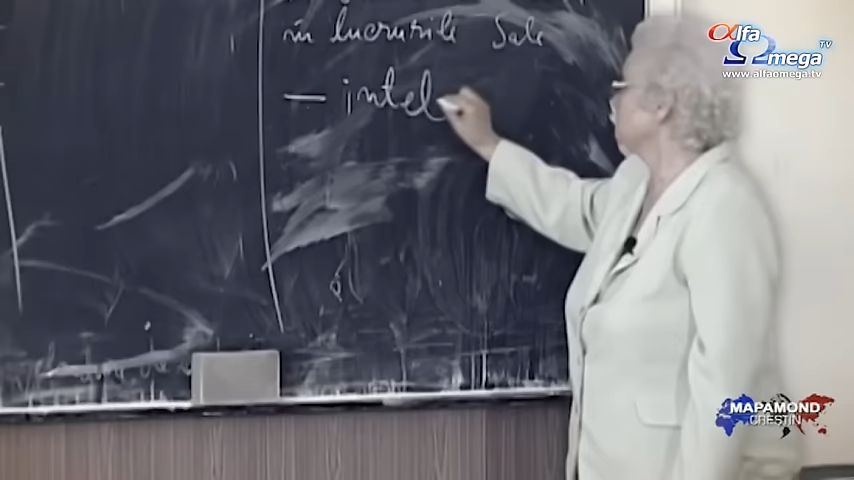 în lucrurile Sale
— intel
alfa
Omega TV
www.alfaomega.tv
MAPAMOND
CREȘTIN